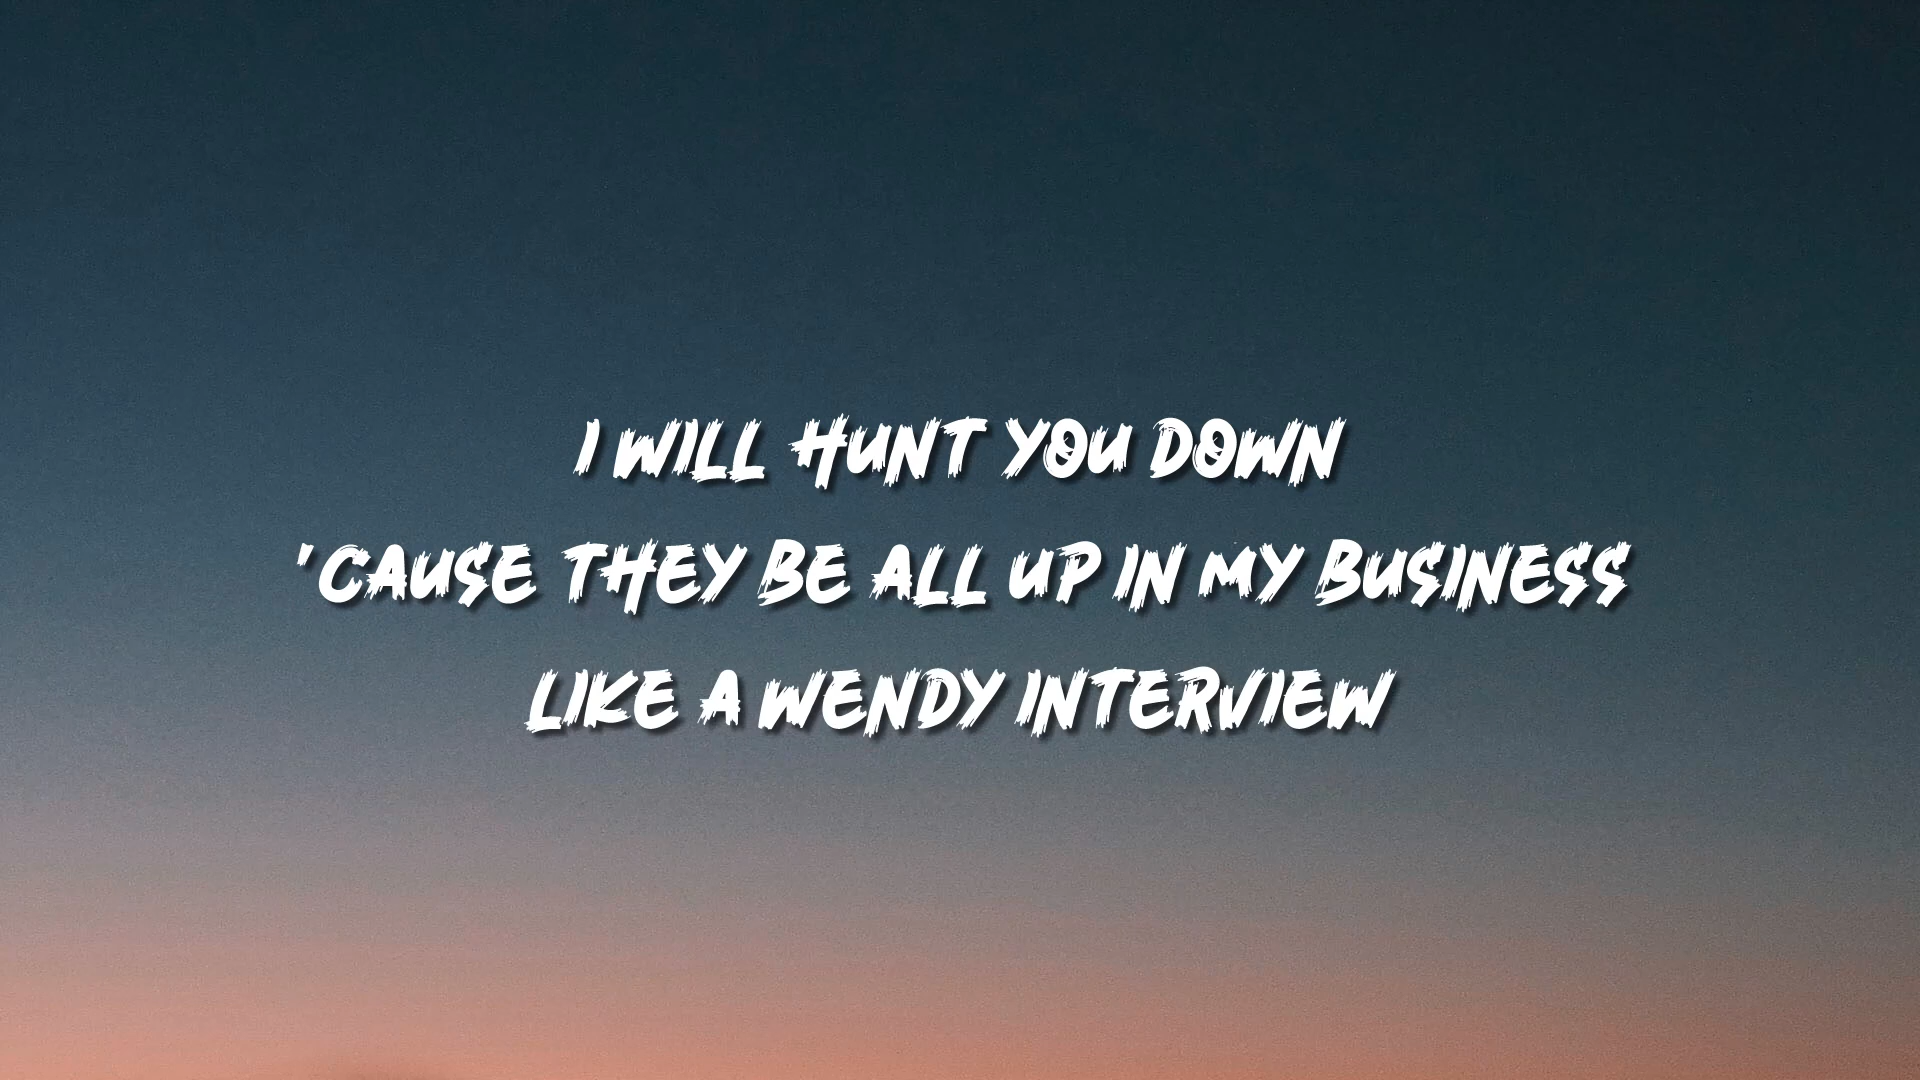 I WILL HUNT YOU DOWN
'CAUSE THEY BE ALL UP IN MY BUSINESS
LIKE A WENDY INTERVIEW